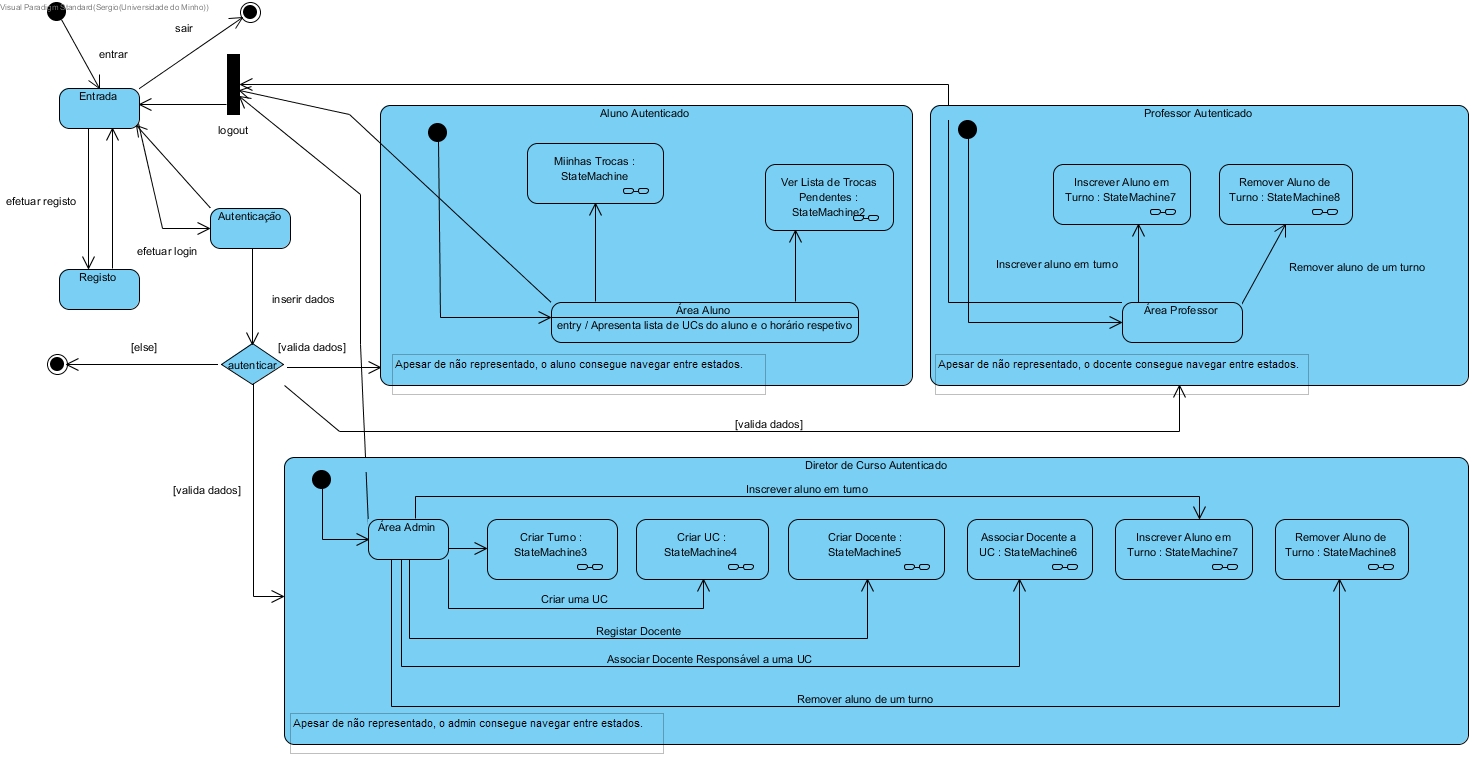 Visual Paradigm Standard(Sergio(Universidade do Minho))
sair
entrar
Entrada
logout
efetuar registo
Autenticação
efetuar login
Registo
inserir dados
[else]
[valida dados]
autenticar
Aluno Autenticado
Miinhas Trocas :
StateMachine
Ver Lista de Trocas
Pendentes :
StateMachine2
Área Aluno
entry / Apresenta lista de UCs do aluno e o horário respetivo
Apesar de não representado, o aluno consegue navegar entre estados.
Professor Autenticado
Inscrever Aluno em
Turno : StateMachine7
Remover Aluno de
Turno : StateMachine8
Inscrever aluno em turno
Remover aluno de um turno
Área Professor
Apesar de não representado, o docente consegue navegar entre estados.
[valida dados]
[valida dados]
Diretor de Curso Autenticado
Inscrever aluno em turno
Área Admin
Criar Turno :
StateMachine3
Criar UC :
StateMachine4
Criar Docente :
StateMachine5
Associar Docente a
UC : StateMachine6
Inscrever Aluno em
Turno : StateMachine7
Remover Aluno de
Turno : StateMachine8
Criar uma UC
Registar Docente
Associar Docente Responsável a uma UC
Remover aluno de um turno
Apesar de não representado, o admin consegue navegar entre estados.